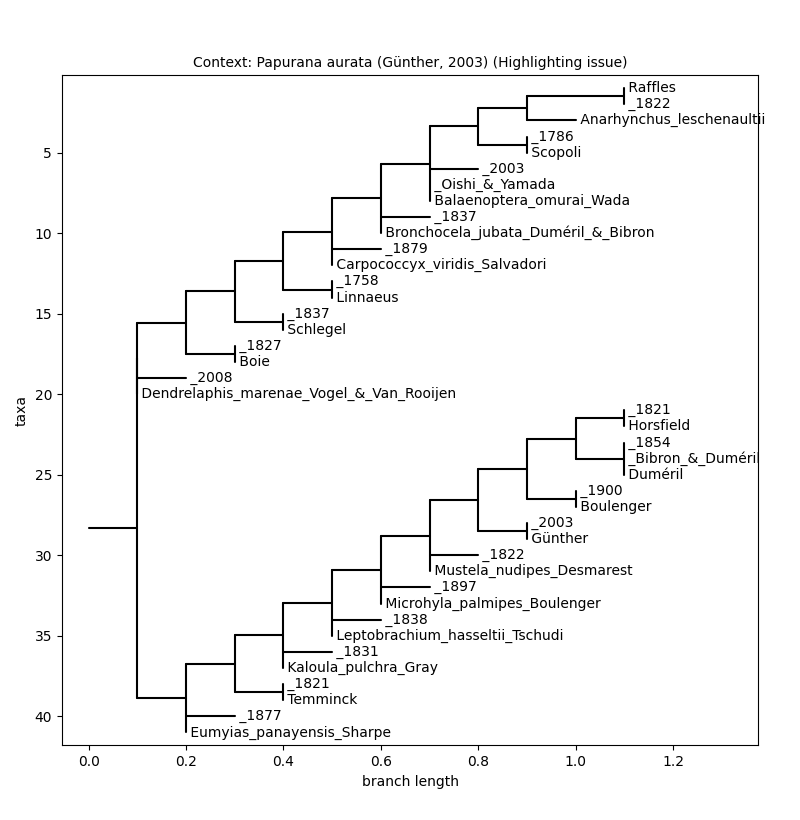 Context: Papurana aurata (Günther, 2003) (Highlighting issue)
Raffles
_1822
Anarhynchus_leschenaultii
_1786
Scopoli
_2003
_Oishi_&_Yamada
Balaenoptera_omurai_Wada
_1837
Bronchocela_jubata_Duméril_&_Bibron
_1879
Carpococcyx_viridis_Salvadori
_1758
Linnaeus
_1837
Schlegel
_1827
Boie
_2008
Dendrelaphis_marenae_Vogel_&_Van_Rooijen
_1821
Horsfield
_1854
_Bibron_&_Duméril
Duméril
_1900
Boulenger
_2003
Günther
_1822
Mustela_nudipes_Desmarest
_1897
Microhyla_palmipes_Boulenger
_1838
Leptobrachium_hasseltii_Tschudi
_1831
Kaloula_pulchra_Gray
_1821
Temminck
_1877
Eumyias_panayensis_Sharpe
taxa
5
10
15
20
25
30
35
40
0.0 0.2 0.4 0.6 0.8 1.0 1.2
branch length